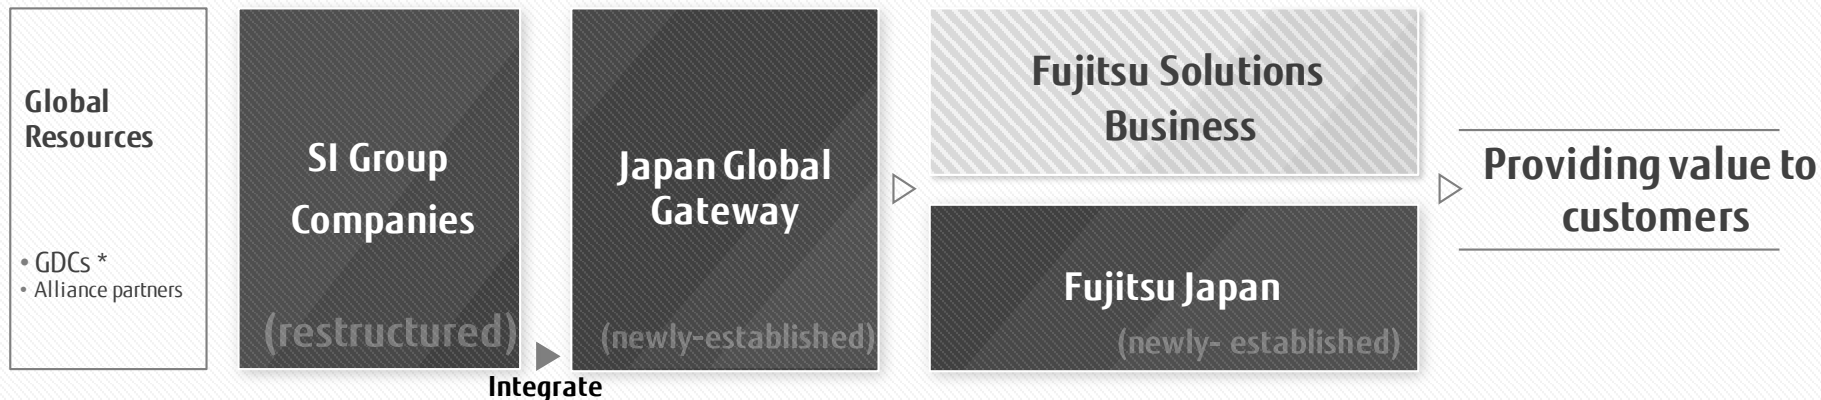 Global
Resources
• GDCs *
• Alliance partners
SI Group
Companies
(restructured)
Integrate
Japan Global
Gateway
(newly-established)
Fujitsu Solutions
Business
Fujitsu Japan
(newly- established)
Providing value to
customers